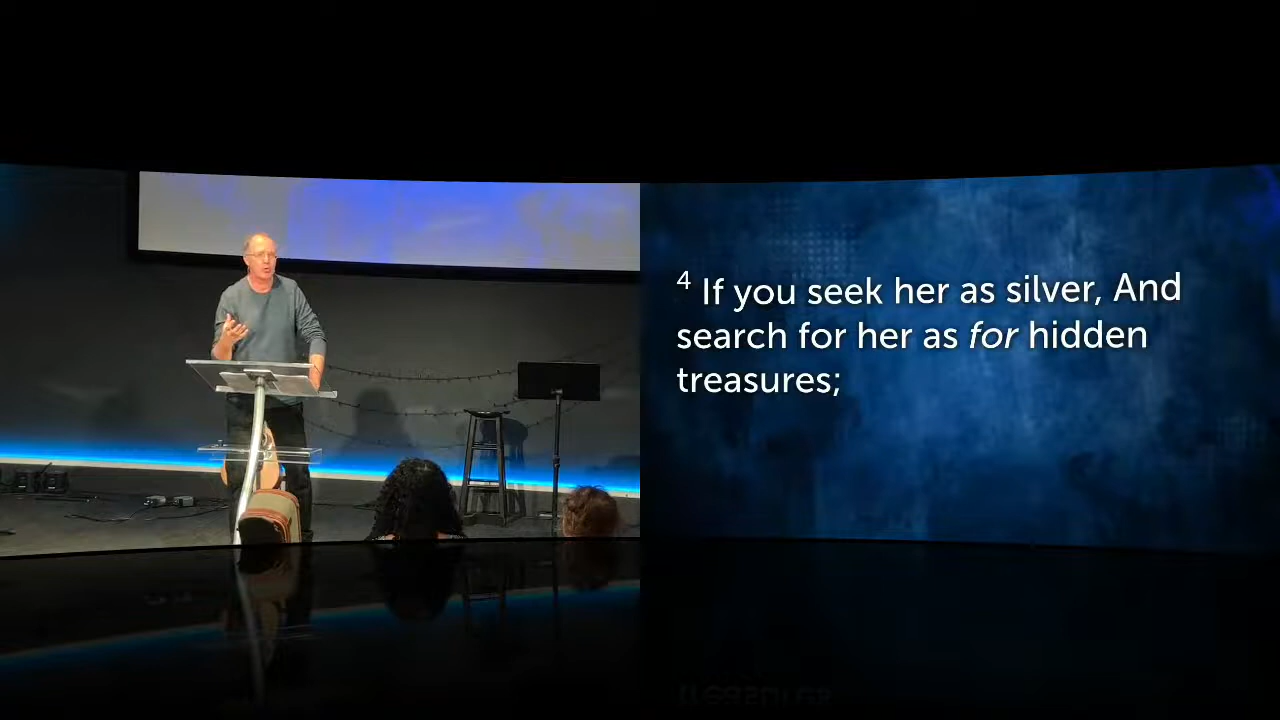 4 If you seek her as silver, And
search for her as for hidden
treasures;